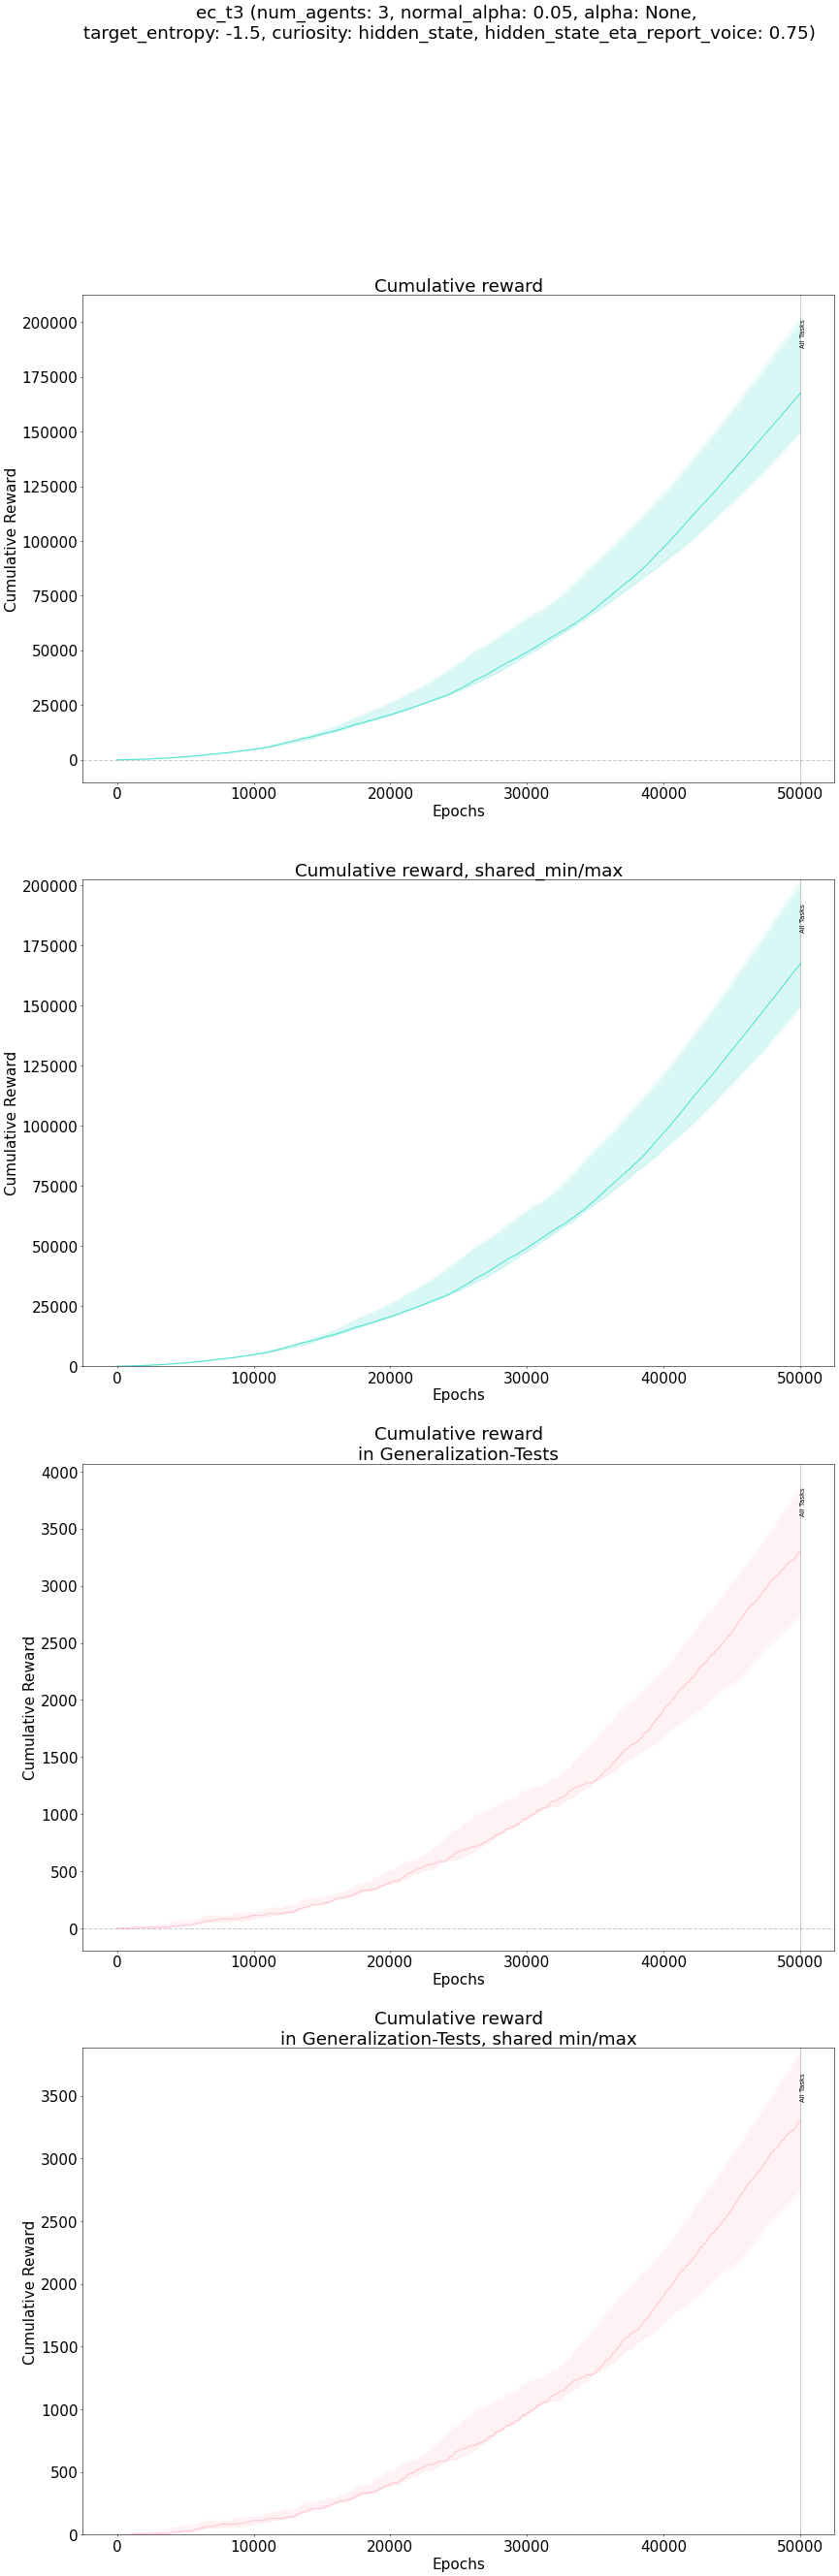 ec_t3 (num_agents: 3, normal_alpha: 0.05, alpha: None,
target_entropy: -1.5, curiosity: hidden_state, hidden_state_eta_report_voice: 0.75)
Cumulative reward
200000
175000
150000
125000
100000
75000
50000
25000
0
Cumulative Reward
All Tasks
0 10000 20000 30000 40000 50000
Epochs
Cumulative reward, shared_min/max
200000
175000
150000
125000
100000
75000
50000
25000
0
Cumulative Reward
All Tasks
0 10000 20000 30000 40000 50000
Epochs
Cumulative reward
in Generalization-Tests
4000
3500
3000
2500
2000
1500
1000
500
0
Cumulative Reward
All Tasks
0 10000 20000 30000 40000 50000
Epochs
Cumulative reward
in Generalization-Tests, shared min/max
3500
3000
2500
2000
1500
1000
500
0
Cumulative Reward
All Tasks
0 10000 20000 30000 40000 50000
Epochs